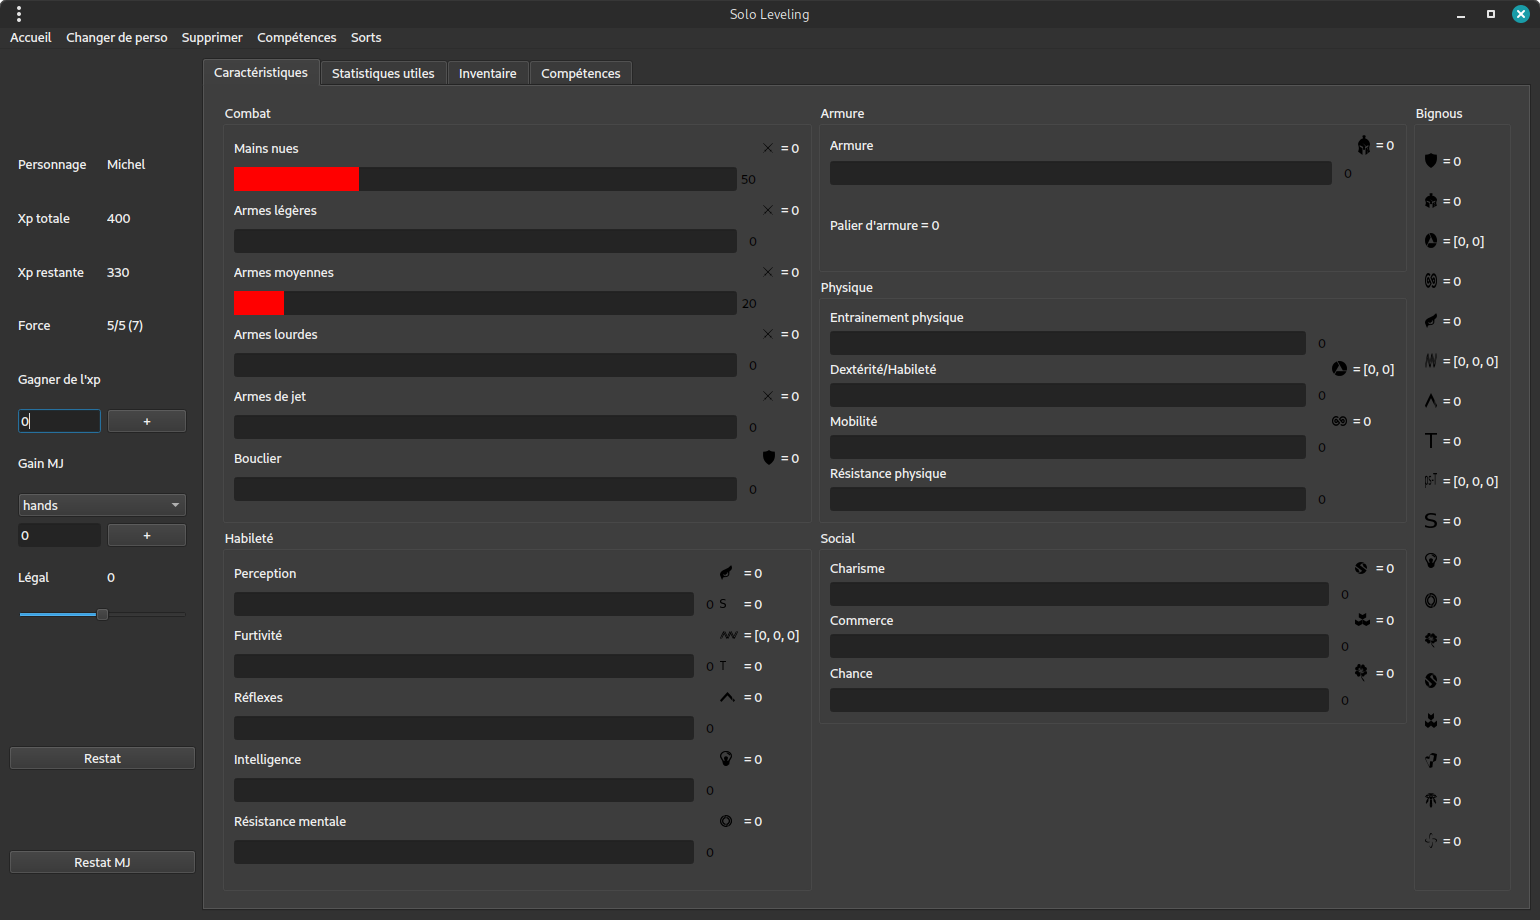 Solo Leveling
Accueil Changer de perso Supprimer Compétences Sorts
Caractéristiques Statistiques utiles Inventaire Compétences
Personnage Michel
Xp totale 400
Xp restante 330
Force 5/5 (7)
Gagner de l'xp
0 +
Gain MJ
hands
0 +
Légal 0
Restat
Restat MJ
Combat
Mains nues = 0
50
Armes légères = 0
0
Armes moyennes = 0
20
Armes lourdes = 0
0
Armes de jet = 0
0
Bouclier = 0
0
Habileté
Perception = 0
0 S = 0
Furtivité = [0, 0, 0]
0 T = 0
Réflexes = 0
0
Intelligence = 0
0
Résistance mentale = 0
0
Armure
Armure = 0
0
Palier d'armure = 0
Physique
Entrainement physique
0
Dextérité/Habileté = [0, 0]
0
Mobilité = 0
0
Résistance physique
0
Social
Charisme = 0
0
Commerce = 0
0
Chance = 0
0
Bignous
= 0
= 0
= [0, 0]
= 0
= 0
= [0, 0, 0]
= 0
T = 0
= [0, 0, 0]
S = 0
= 0
= 0
= 0
= 0
= 0
= 0
= 0
= 0